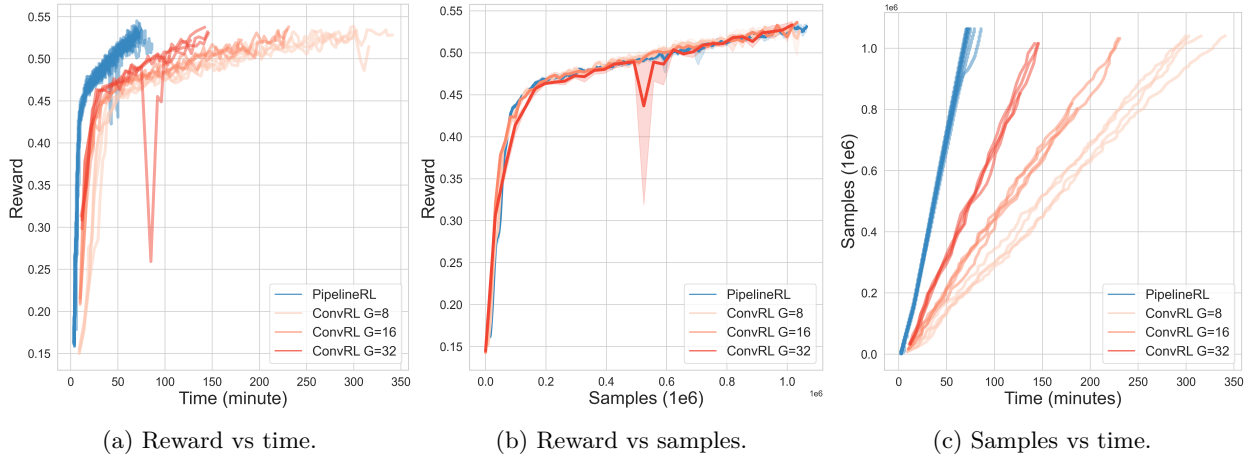 0.55
0.50
0.45
0.40
0.35
0.30
0.25
0.20
0.15
Reward
0 50 100 150 200 250 300 350
Time (minute)
PipelineRL
ConvRL G=8
ConvRL G=16
ConvRL G=32
(a) Reward vs time.
0.55
0.50
0.45
0.40
0.35
0.30
0.25
0.20
0.15
Reward
0.0 0.2 0.4 0.6 0.8 1.0
1e6
Samples (1e6)
PipelineRL
ConvRL G=8
ConvRL G=16
ConvRL G=32
(b) Reward vs samples.
1e6
1.0
0.8
0.6
0.4
0.2
0.0
Samples (1e6)
0 50 100 150 200 250 300 350
Time (minutes)
PipelineRL
ConvRL G=8
ConvRL G=16
ConvRL G=32
(c) Samples vs time.